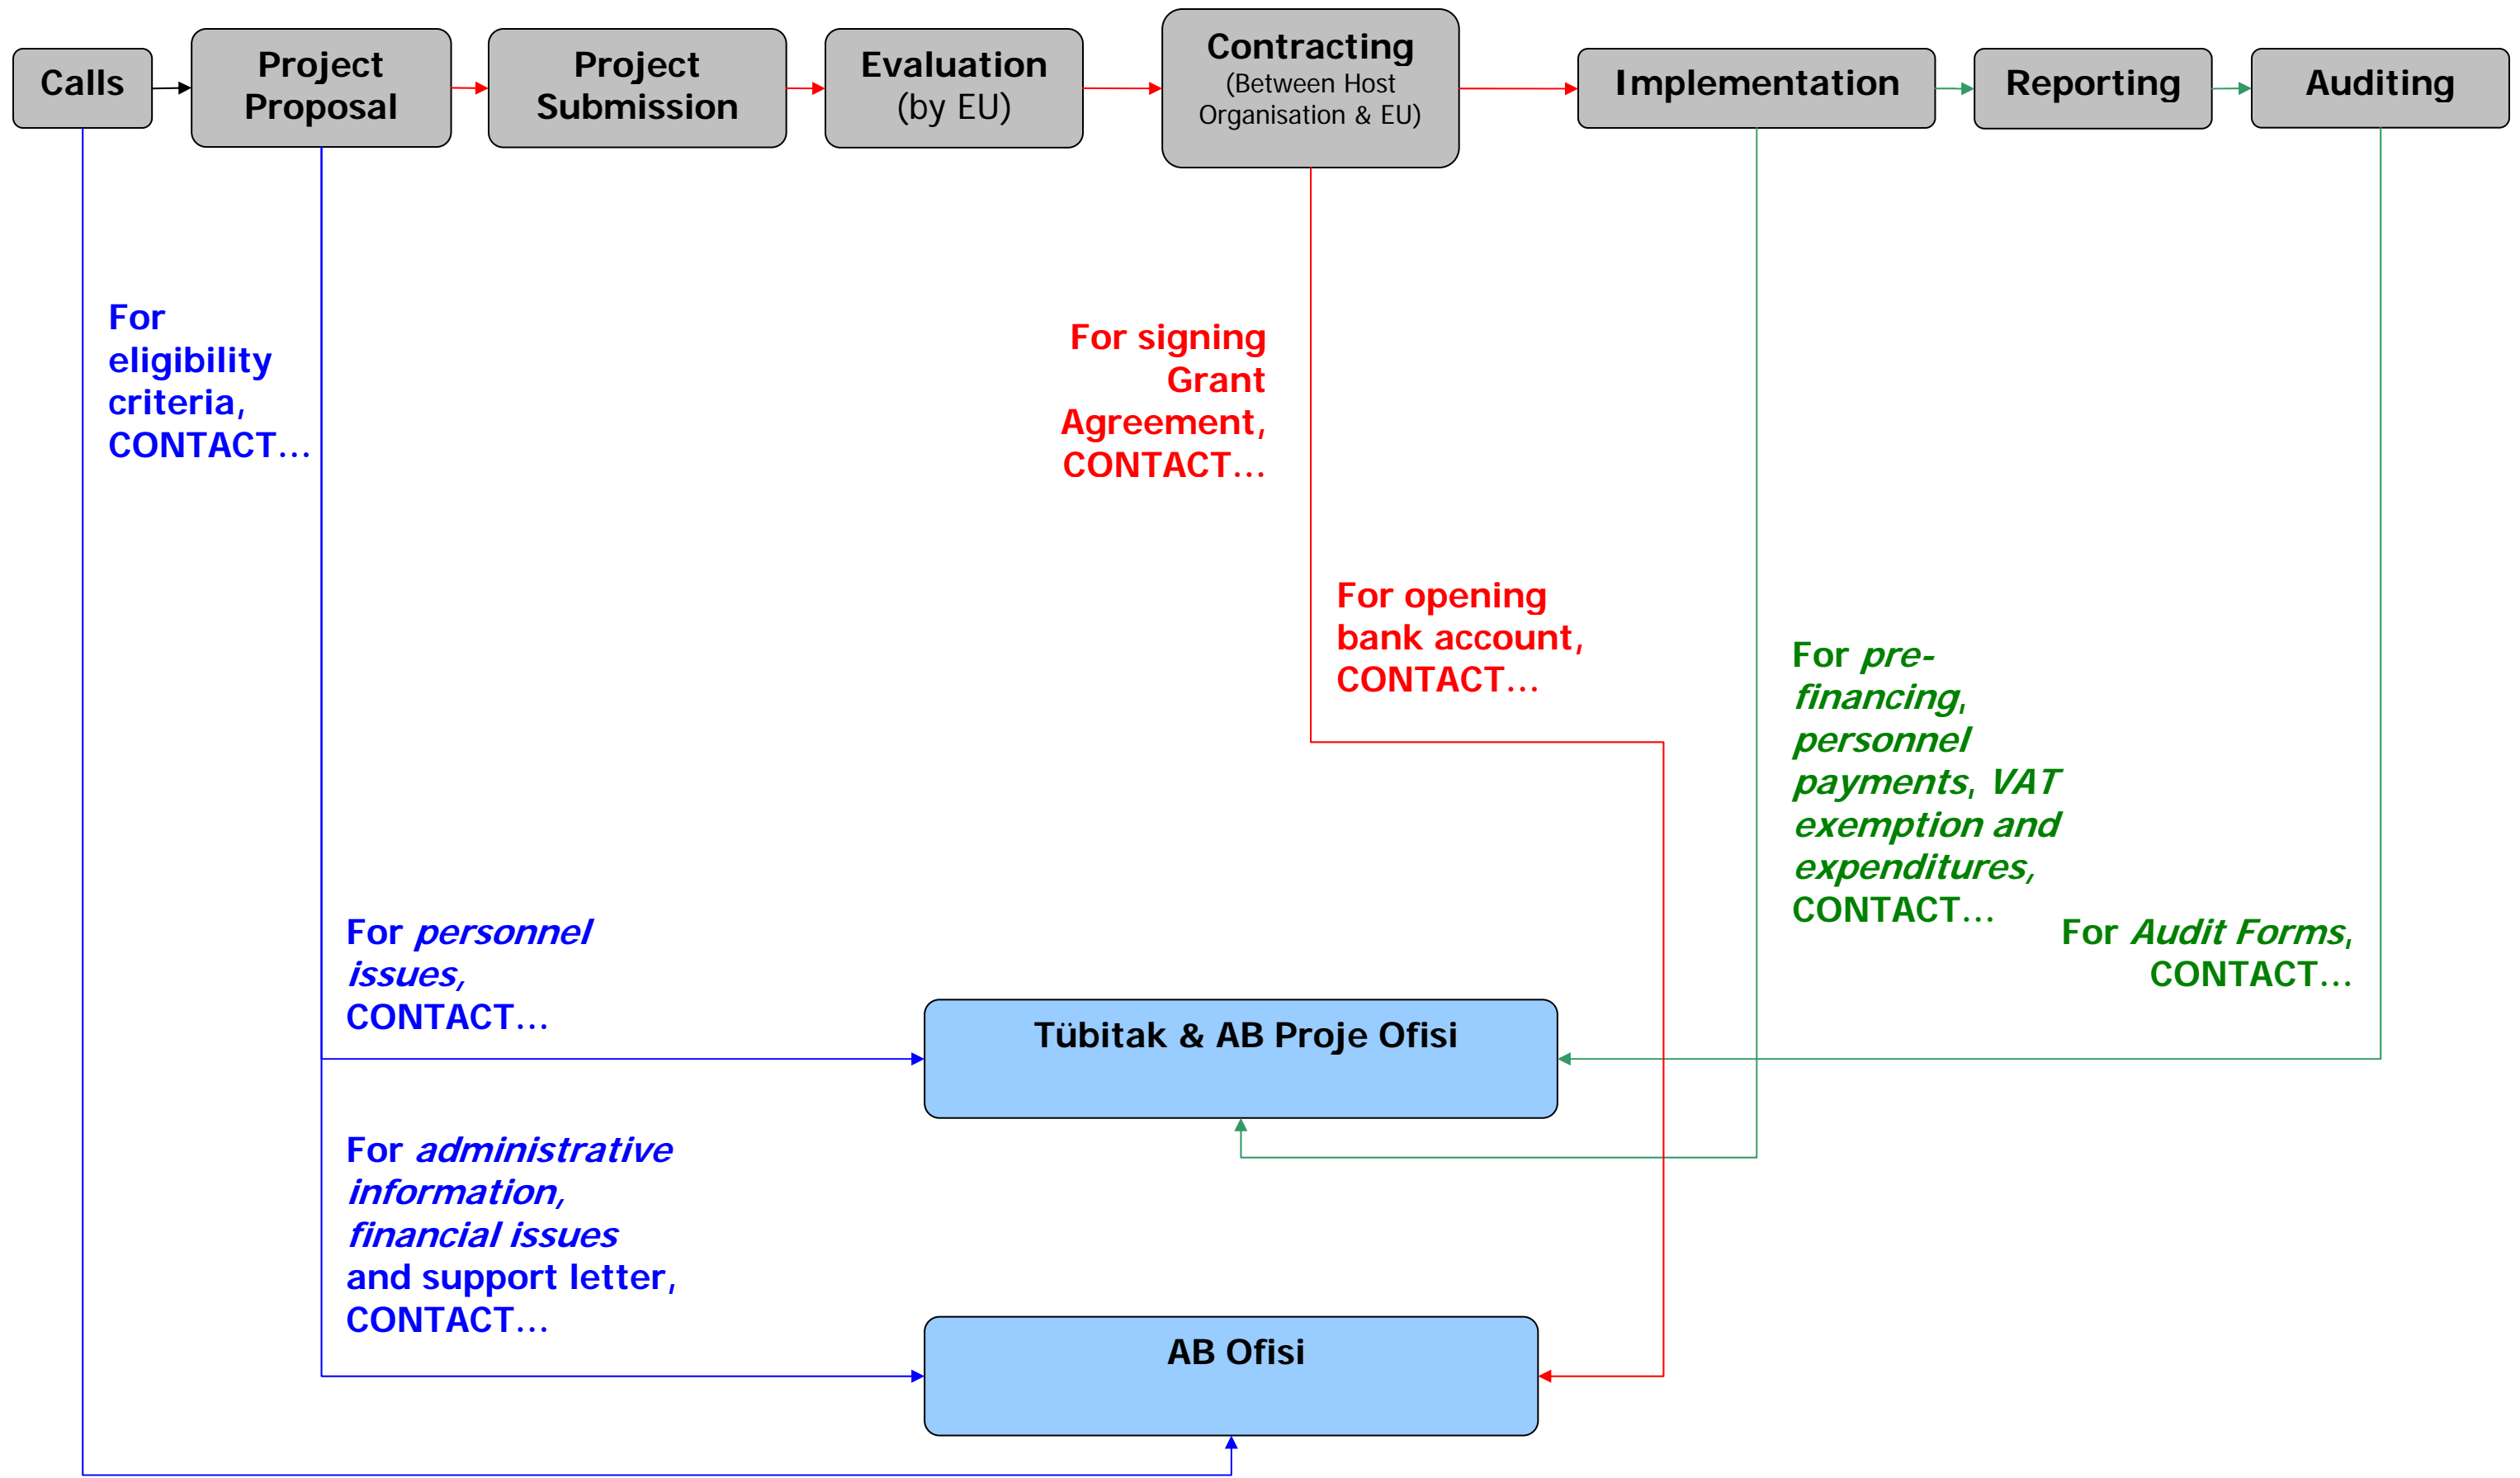 Calls
Project
Proposal
Project
Submission
Evaluation
(by EU)
Contracting
(Between Host
Organisation & EU)
Implementation
Reporting
Auditing
For
eligibility
criteria,
CONTACT...
For signing
Grant
Agreement,
CONTACT...
For opening
bank account,
CONTACT...
For pre-
financing,
personnel
payments, VAT
exemption and
expenditures,
CONTACT...
For Audit Forms,
CONTACT...
For personnel
issues,
CONTACT...
Tübitak & AB Proje Ofisi
For administrative
information,
financial issues
and support letter,
CONTACT...
AB Ofisi